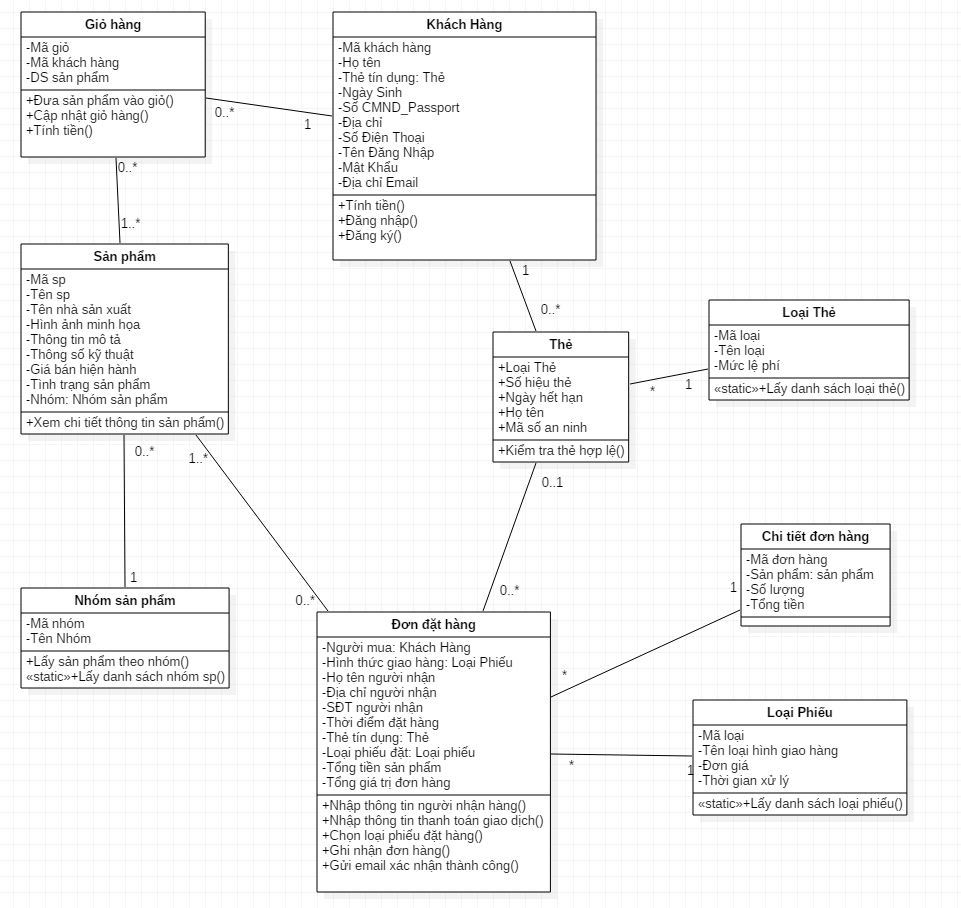 Giỏ hàng
-Mã giỏ
-Mã khách hàng
-DS sản phẩm
+Đưa sản phẩm vào giỏ()
+Cập nhật giỏ hàng()
+Tính tiền()
0..*
1
Khách Hàng
-Mã khách hàng
-Họ tên
-Thẻ tín dụng: Thẻ
-Ngày Sinh
-Số CMND_Passport
-Địa chỉ
-Số Điện Thoại
-Tên Đăng Nhập
-Mật Khẩu
-Địa chỉ Email
+Tính tiền()
+Đăng nhập()
+Đăng ký()
0..*
1..*
Sản phẩm
-Mã sp
-Tên sp
-Tên nhà sản xuất
-Hình ảnh minh họa
-Thông tin mô tả
-Thông số kỹ thuật
-Giá bán hiện hành
-Tình trạng sản phẩm
-Nhóm: Nhóm sản phẩm
+Xem chi tiết thông tin sản phẩm()
1
0..*
Thẻ
+Loại Thẻ
+Số hiệu thẻ
+Ngày hết hạn
+Họ tên
+Mã số an ninh
+Kiểm tra thẻ hợp lệ()
*
1
Loại Thẻ
-Mã loại
-Tên loại
-Mức lệ phí
«static»+Lấy danh sách loại thẻ()
0..*
1
1..*
0..*
0..1
0..*
Nhóm sản phẩm
-Mã nhóm
-Tên Nhóm
+Lấy sản phẩm theo nhóm()
«static»+Lấy danh sách nhóm sp()
Đơn đặt hàng
-Người mua: Khách Hàng
-Hình thức giao hàng: Loại Phiếu
-Họ tên người nhận
-Địa chỉ người nhận
-SĐT người nhận
-Thời điểm đặt hàng
-Thẻ tín dụng: Thẻ
-Loại phiếu đặt: Loại phiếu
-Tổng tiền sản phẩm
-Tổng giá trị đơn hàng
+Nhập thông tin người nhận hàng()
+Nhập thông tin thanh toán giao dịch()
+Chọn loại phiếu đặt hàng()
+Ghi nhận đơn hàng()
+Gửi email xác nhận thành công()
1
*
Chi tiết đơn hàng
-Mã đơn hàng
-Sản phẩm: sản phẩm
-Số lượng
-Tổng tiền
*
1
Loại Phiếu
-Mã loại
-Tên loại hình giao hàng
-Đơn giá
-Thời gian xử lý
«static»+Lấy danh sách loại phiếu()